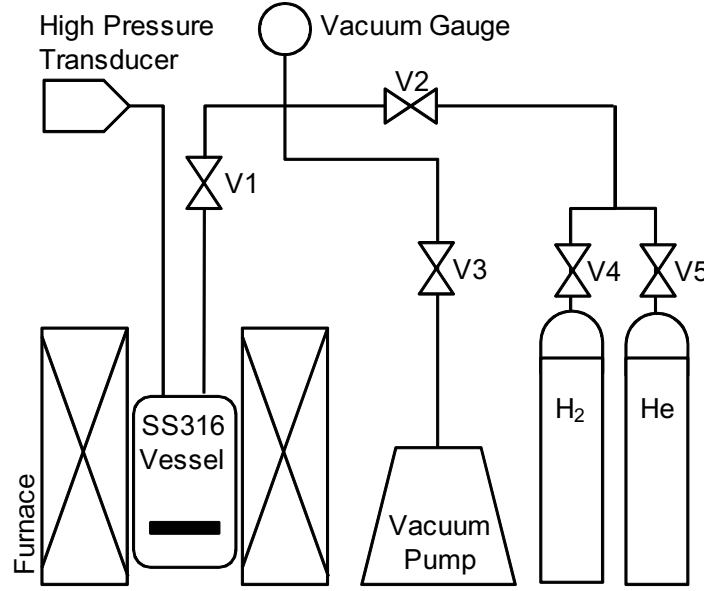 High Pressure
Transducer
Vacuum Gauge
V2
V1
V3
V4
V5
Furnace
SS316
Vessel
Vacuum
Pump
H₂
He